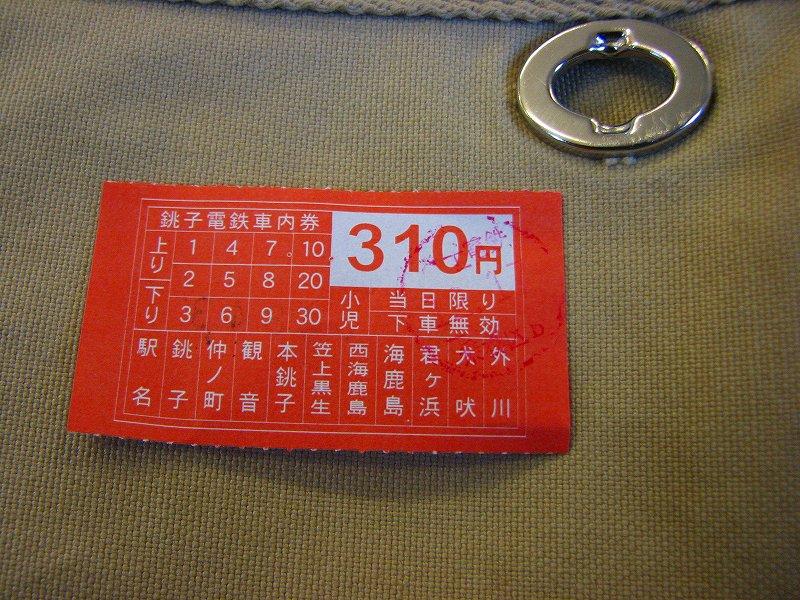 銚子電鉄車内券
310円
上り 1 4 7 10
2 5 8 20
下り 3 6 9 30
小児 当日限り
下車無効
駅名 銚子 仲ノ町 観音 本銚子 笠上黒生 西海鹿島 海鹿島 君ヶ浜 犬吠 外川